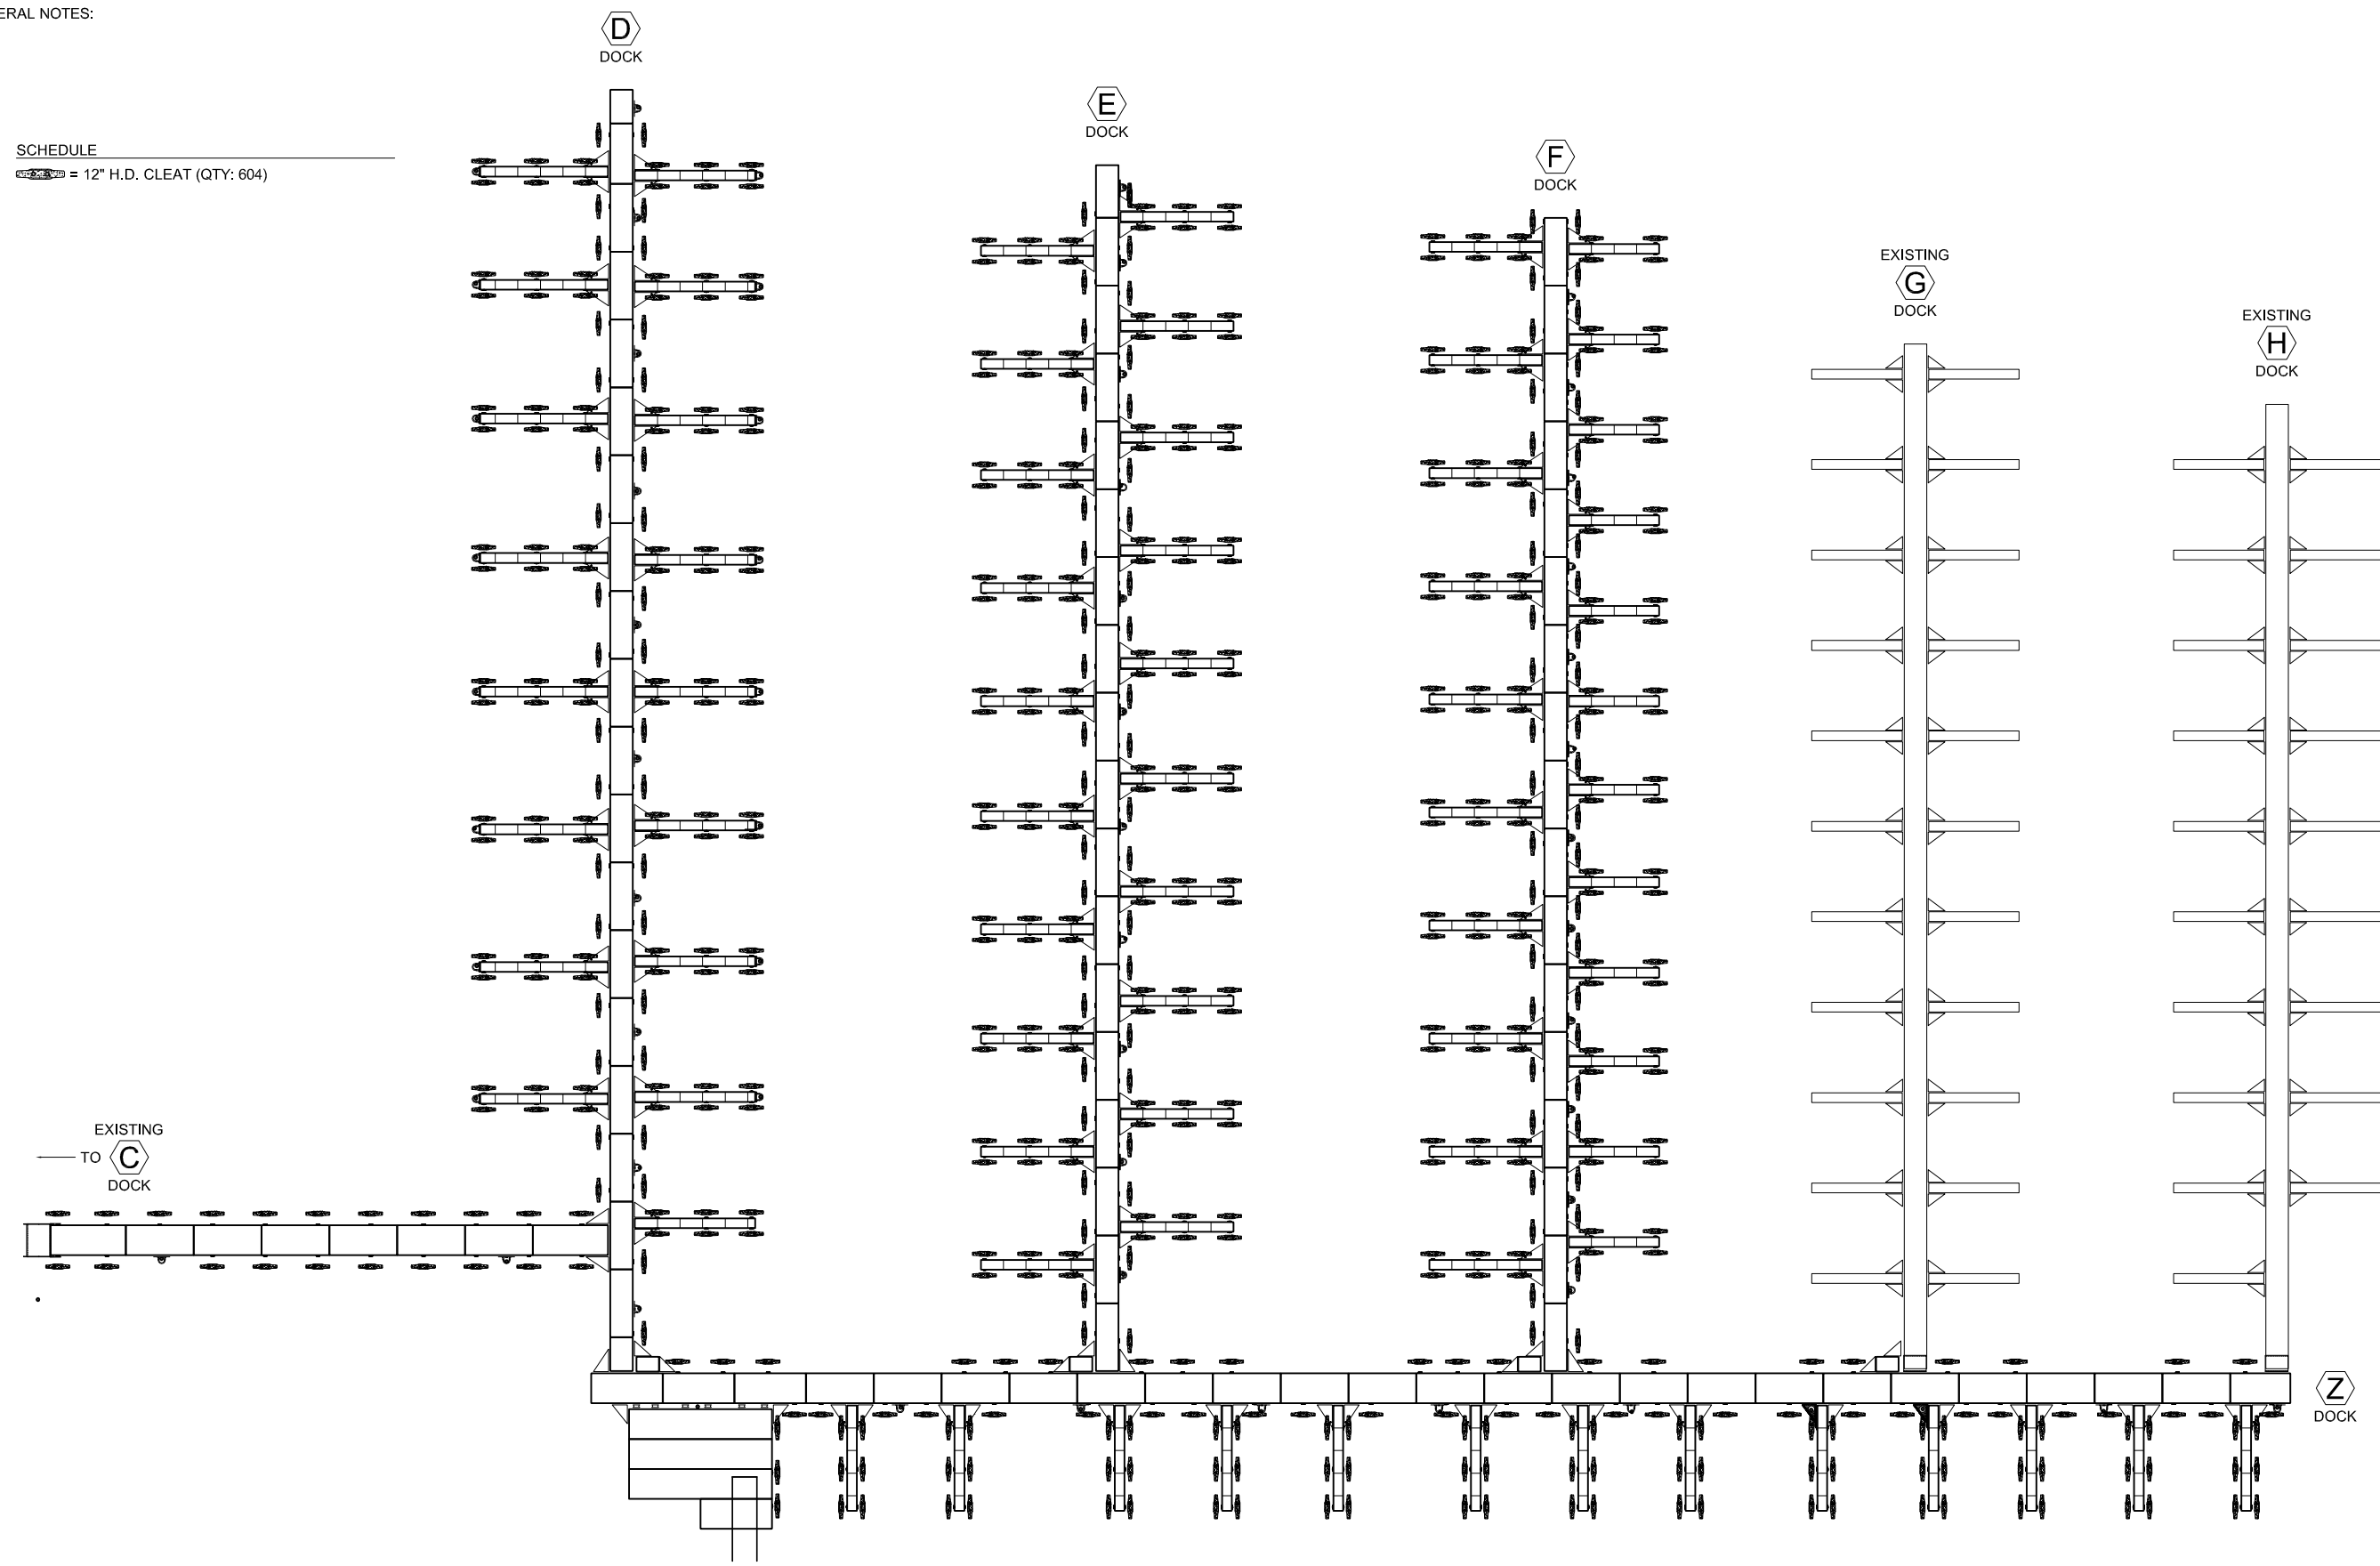 ERAL NOTES:
SCHEDULE
= 12" H.D. CLEAT (QTY: 604)
D
DOCK
E
DOCK
F
DOCK
EXISTING
G
DOCK
EXISTING
H
DOCK
EXISTING
TO C
DOCK
Z
DOCK